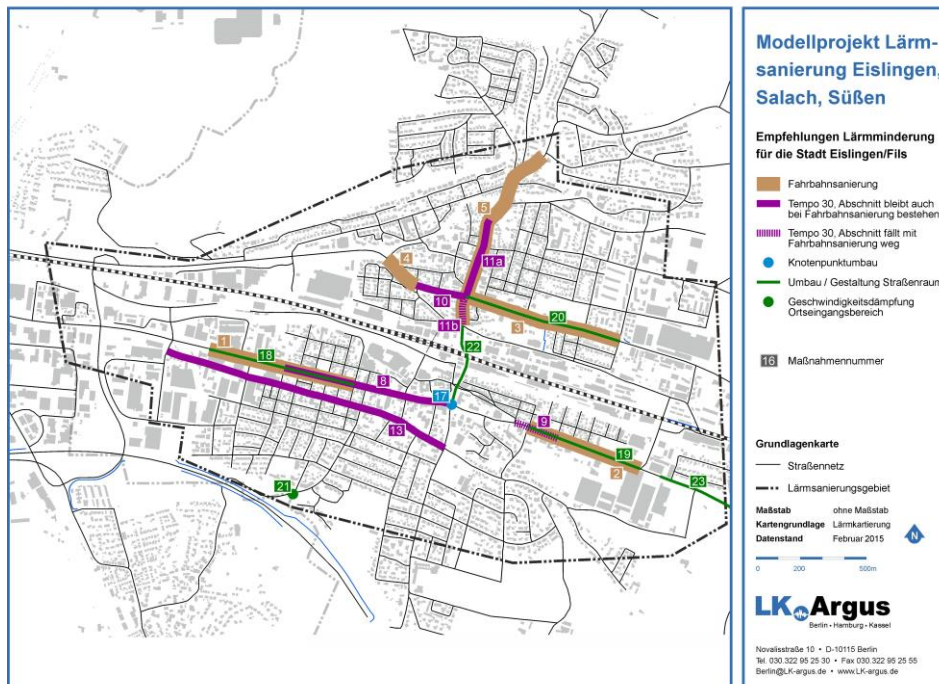 5
4
11a
10
20
3
11b
1
22
18
8
17
13
9
19
2
23
21
Modellprojekt Lärm-
sanierung Eislingen,
Salach, Süßen
Empfehlungen Lärmminderung
für die Stadt Eislingen/Fils
Fahrbahnsanierung
Tempo 30, Abschnitt bleibt auch
bei Fahrbahnsanierung bestehen
Tempo 30, Abschnitt fällt mit
Fahrbahnsanierung weg
Knotenpunktumbau
Umbau / Gestaltung Straßenraum
Geschwindigkeitsdämpfung
Ortseingangsbereich
16 Maßnahmennummer
Grundlagenkarte
Straßennetz
Lärmsanierungsgebiet
Maßstab ohne Maßstab
Kartengrundlage Lärmkartierung
Datenstand Februar 2015
N
0 200 500m
LK Argus
Berlin • Hamburg • Kassel
Novalisstraße 10 • D-10115 Berlin
Tel. 030.322 95 25 30 • Fax 030.322 95 25 55
Berlin@LK-argus.de • www.LK-argus.de